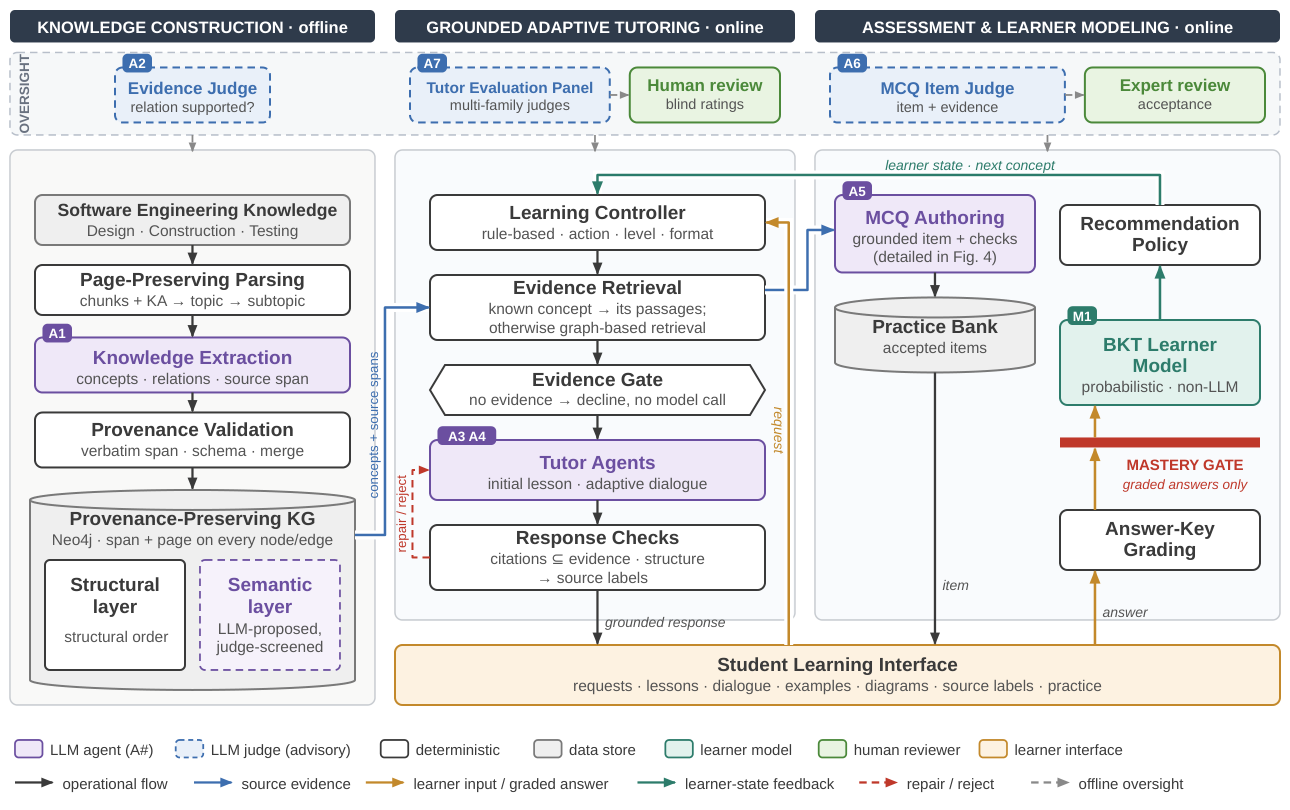 KNOWLEDGE CONSTRUCTION · offline
GROUNDED ADAPTIVE TUTORING · online
ASSESSMENT & LEARNER MODELING · online
OVERSIGHT
A2
Evidence Judge
relation supported?
A7
Tutor Evaluation Panel
multi-family judges
Human review
blind ratings
A6
MCQ Item Judge
item + evidence
Expert review
acceptance
Software Engineering Knowledge
Design · Construction · Testing
Page-Preserving Parsing
chunks + KA → topic → subtopic
A1
Knowledge Extraction
concepts · relations · source span
Provenance Validation
verbatim span · schema · merge
Provenance-Preserving KG
Neo4j · span + page on every node/edge
Structural
layer
structural order
Semantic
layer
LLM-proposed,
judge-screened
concepts + source spans
learner state · next concept
Learning Controller
rule-based · action · level · format
Evidence Retrieval
known concept → its passages;
otherwise graph-based retrieval
Evidence Gate
no evidence → decline, no model call
A3 A4
Tutor Agents
initial lesson · adaptive dialogue
repair / reject
Response Checks
citations ⊆ evidence · structure
→ source labels
grounded response
request
A5
MCQ Authoring
grounded item + checks
(detailed in Fig. 4)
Practice Bank
accepted items
item
Recommendation
Policy
M1
BKT Learner
Model
probabilistic · non-LLM
MASTERY GATE
graded answers only
Answer-Key
Grading
answer
Student Learning Interface
requests · lessons · dialogue · examples · diagrams · source labels · practice
LLM agent (A#)
LLM judge (advisory)
deterministic
data store
learner model
human reviewer
learner interface
operational flow
source evidence
learner input / graded answer
learner-state feedback
repair / reject
offline oversight